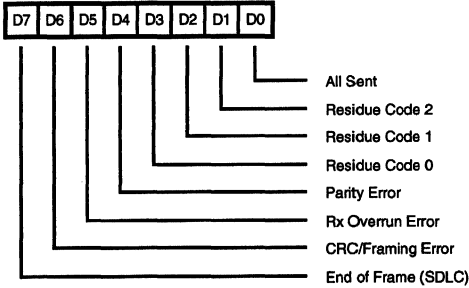 D7 D6 D5 D4 D3 D2 D1 D0
All Sent
Residue Code 2
Residue Code 1
Residue Code 0
Parity Error
Rx Overrun Error
CRC/Framing Error
End of Frame (SDLC)